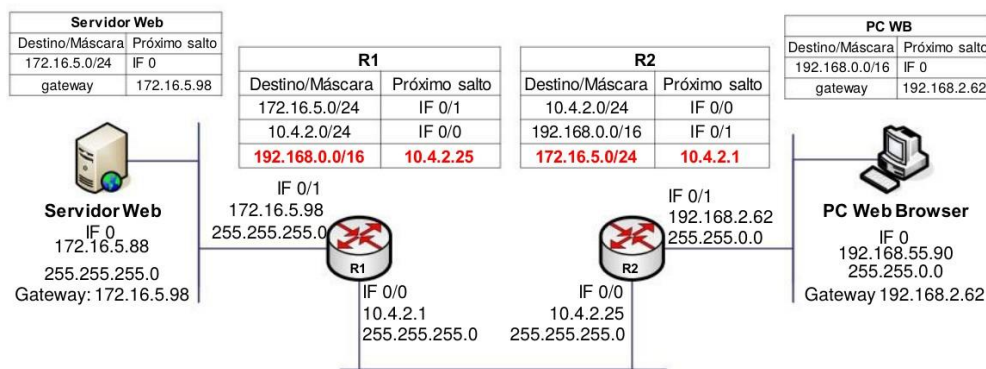 Servidor Web
Destino/Máscara Próximo salto
172.16.5.0/24 IF 0
gateway 172.16.5.98
R1
Destino/Máscara Próximo salto
172.16.5.0/24 IF 0/1
10.4.2.0/24 IF 0/0
192.168.0.0/16 10.4.2.25
R2
Destino/Máscara Próximo salto
10.4.2.0/24 IF 0/0
192.168.0.0/16 IF 0/1
172.16.5.0/24 10.4.2.1
PC WB
Destino/Máscara Próximo salto
192.168.0.0/16 IF 0
gateway 192.168.2.62
Servidor Web
IF 0
172.16.5.88
255.255.255.0
Gateway: 172.16.5.98
IF 0/1
172.16.5.98
255.255.255.0
R1
IF 0/0
10.4.2.1
255.255.255.0
IF 0/0
10.4.2.25
255.255.255.0
R2
IF 0/1
192.168.2.62
255.255.0.0
PC Web Browser
IF 0
192.168.55.90
255.255.0.0
Gateway 192.168.2.62